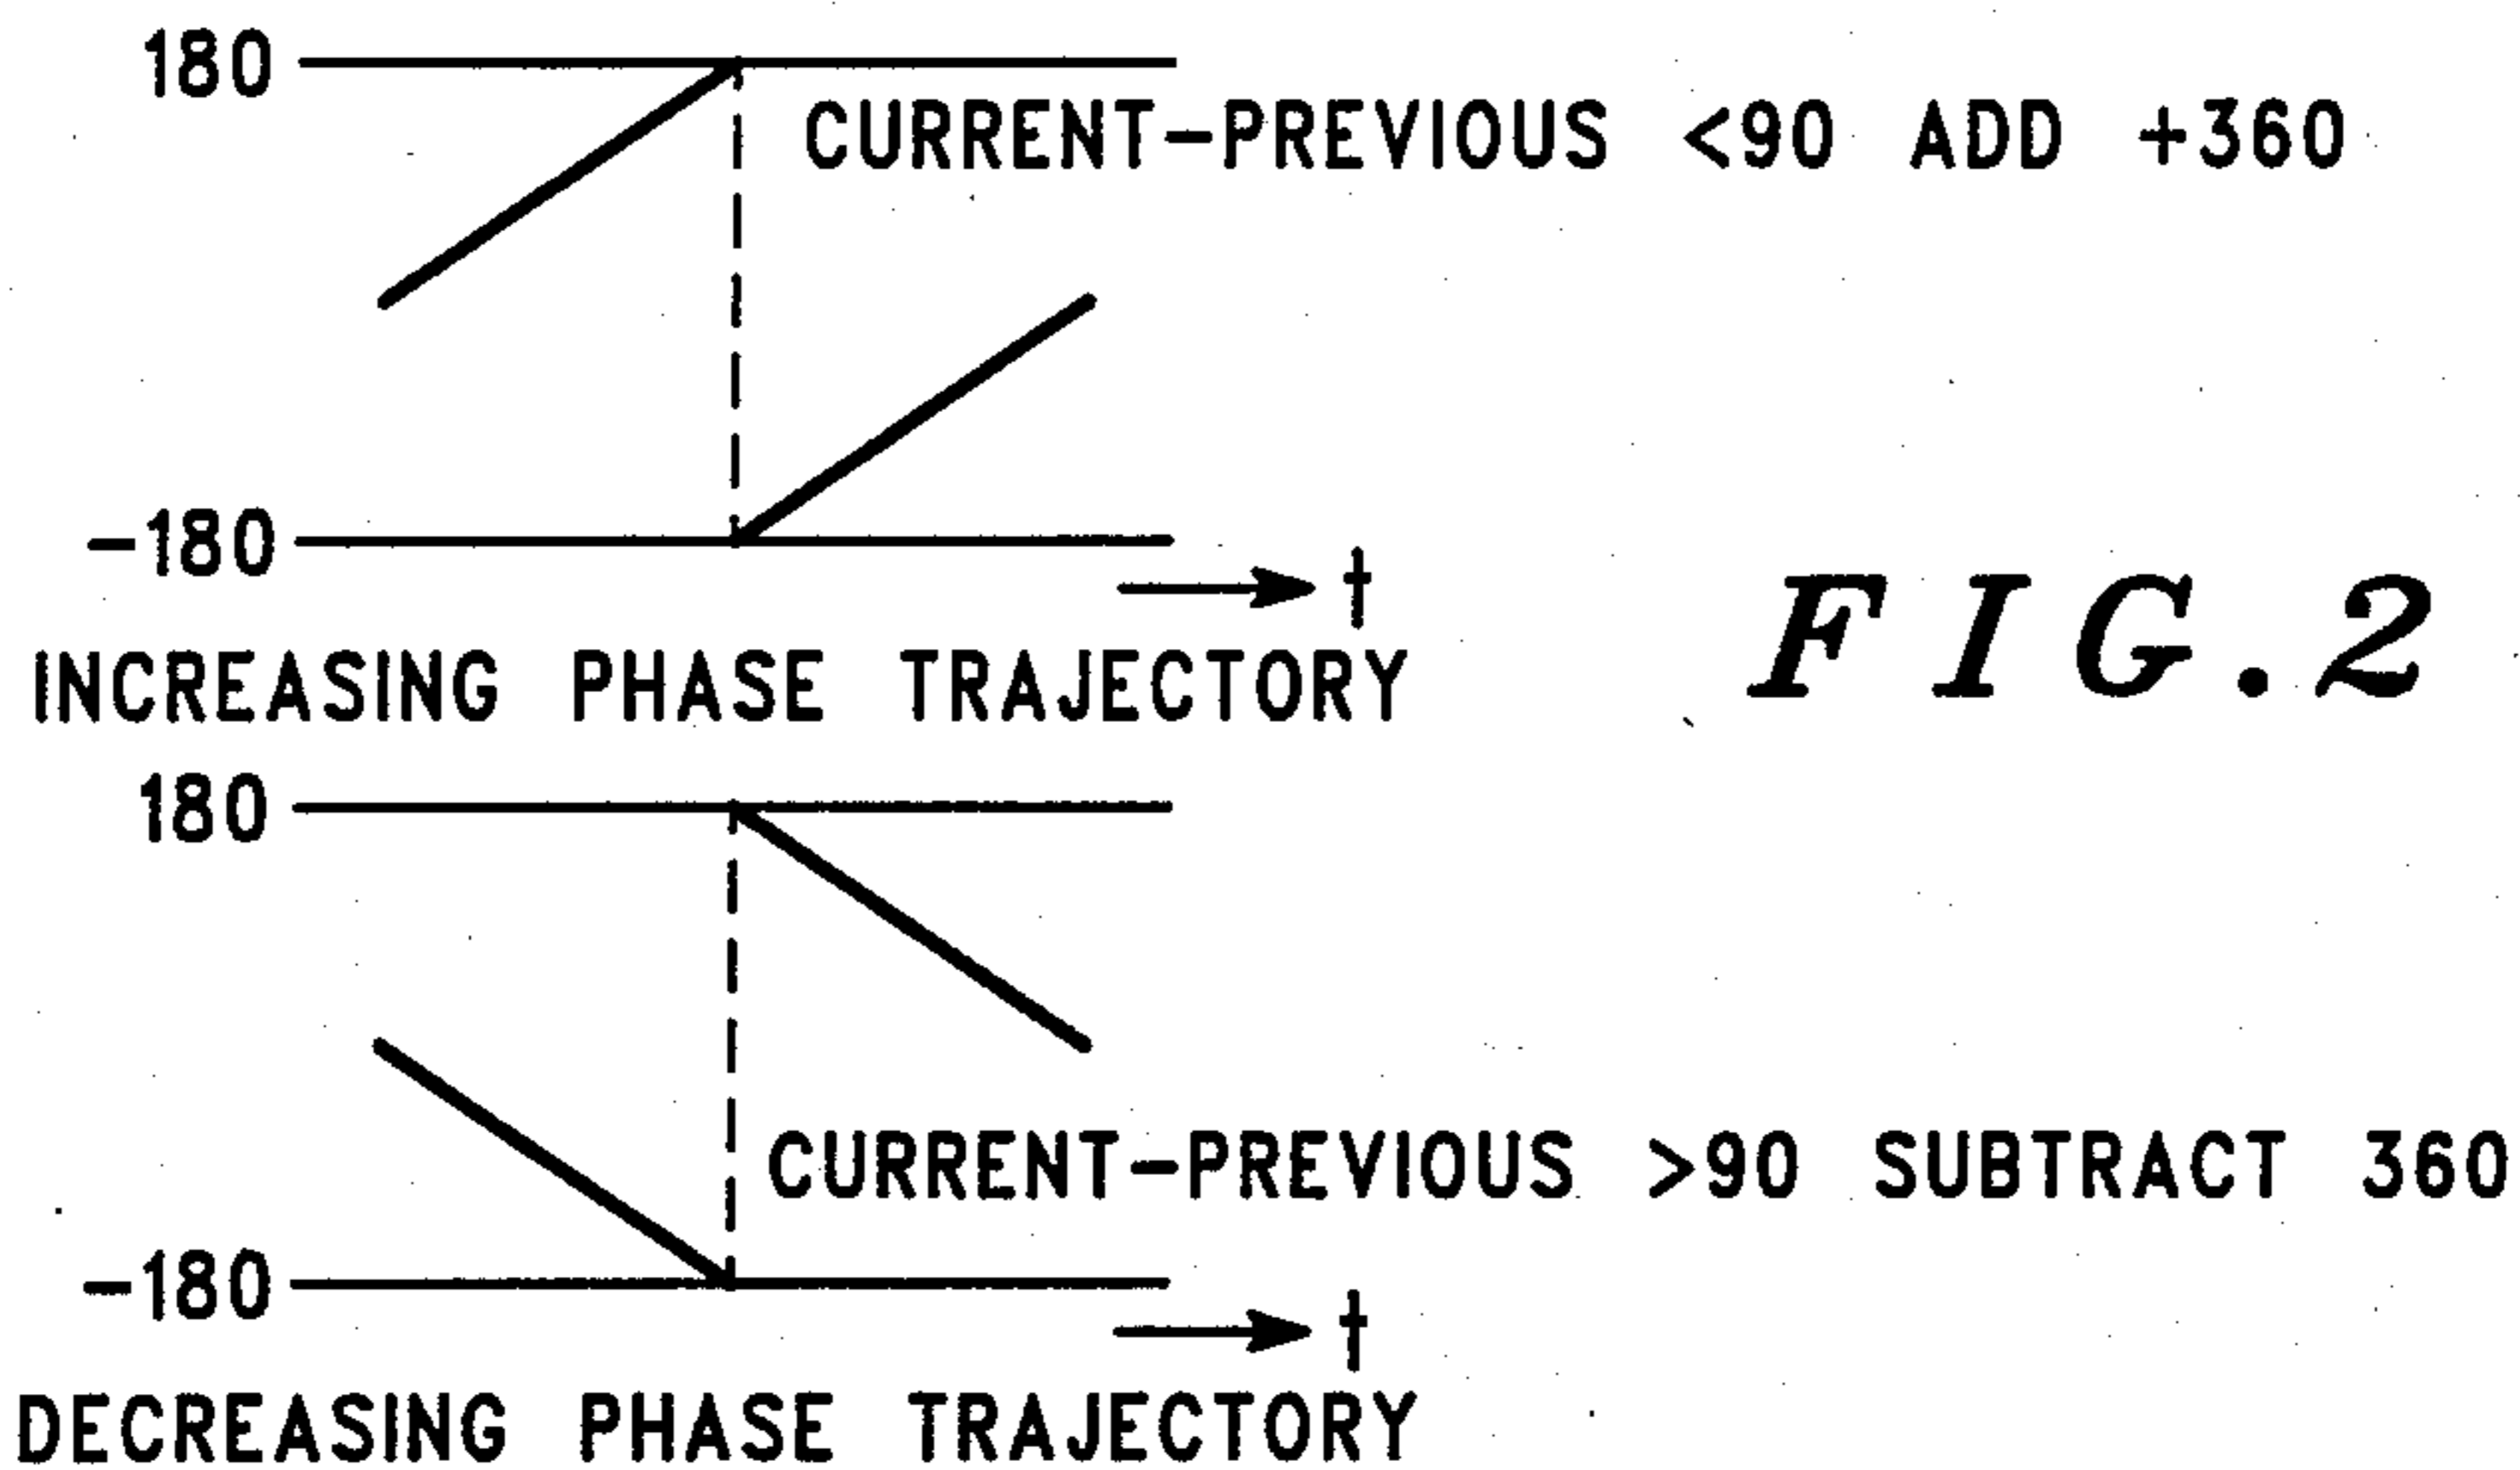 180
CURRENT-PREVIOUS <90 ADD +360
-180
t
INCREASING PHASE TRAJECTORY
FIG.2
180
CURRENT-PREVIOUS >90 SUBTRACT 360
-180
t
DECREASING PHASE TRAJECTORY